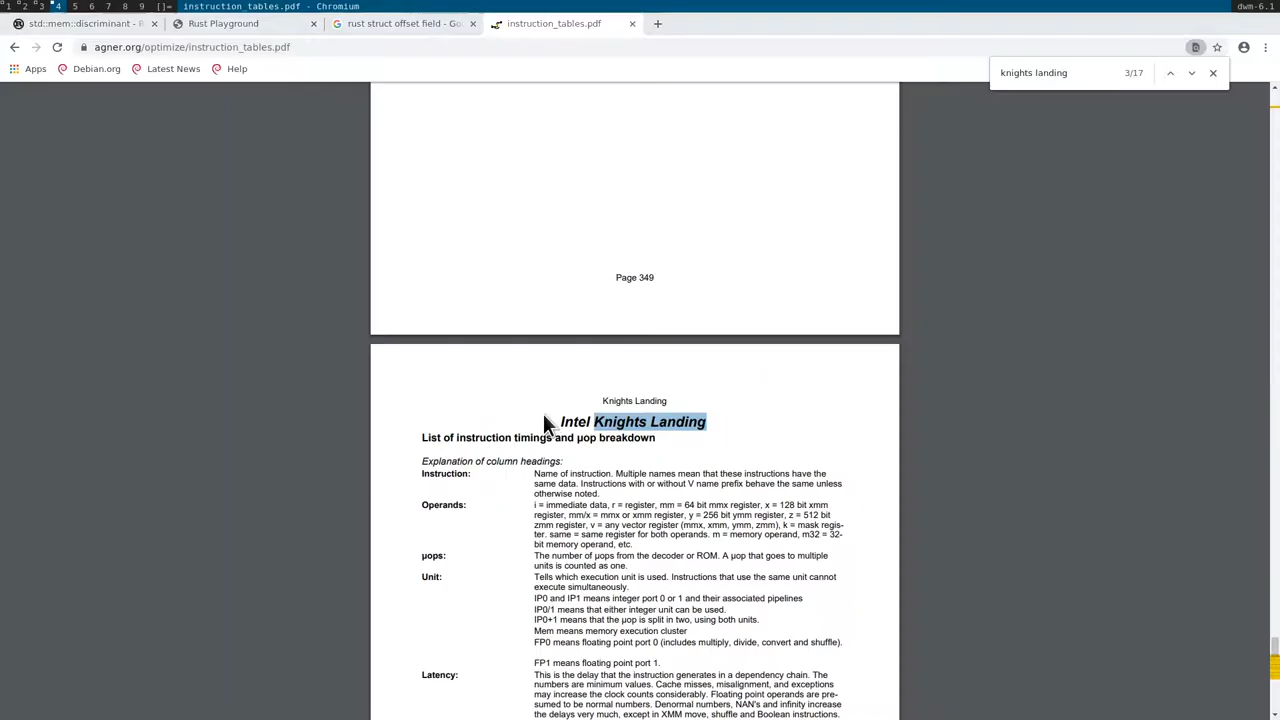 1 2 3 4 5 6 7 8 9 []= instruction_tables.pdf - Chromium dwm-6.1
std::mem::discriminant - R Rust Playground rust struct offset field - Goo instruction_tables.pdf
agner.org/optimize/instruction_tables.pdf
Apps Debian.org Latest News Help
knights landing 3/17
Page 349
Knights Landing
Intel Knights Landing
List of instruction timings and µop breakdown
Explanation of column headings:
Instruction: Name of instruction. Multiple names mean that these instructions have the
same data. Instructions with or without V name prefix behave the same unless
otherwise noted.
Operands: i = immediate data, r = register, mm = 64 bit mmx register, x = 128 bit xmm
register, mm/x = mmx or xmm register, y = 256 bit ymm register, z = 512 bit
zmm register, v = any vector register (mmx, xmm, ymm, zmm), k = mask regis-
ter. same = same register for both operands. m = memory operand, m32 = 32-
bit memory operand, etc.
µops: The number of µops from the decoder or ROM. A µop that goes to multiple
units is counted as one.
Unit: Tells which execution unit is used. Instructions that use the same unit cannot
execute simultaneously.
IP0 and IP1 means integer port 0 or 1 and their associated pipelines
IP0/1 means that either integer unit can be used.
IP0+1 means that the µop is split in two, using both units.
Mem means memory execution cluster
FP0 means floating point port 0 (includes multiply, divide, convert and shuffle).
FP1 means floating point port 1.
Latency: This is the delay that the instruction generates in a dependency chain. The
numbers are minimum values. Cache misses, misalignment, and exceptions
may increase the clock counts considerably. Floating point operands are pre-
sumed to be normal numbers. Denormal numbers, NAN's and infinity increase
the delays very much, except in XMM move, shuffle and Boolean instructions.